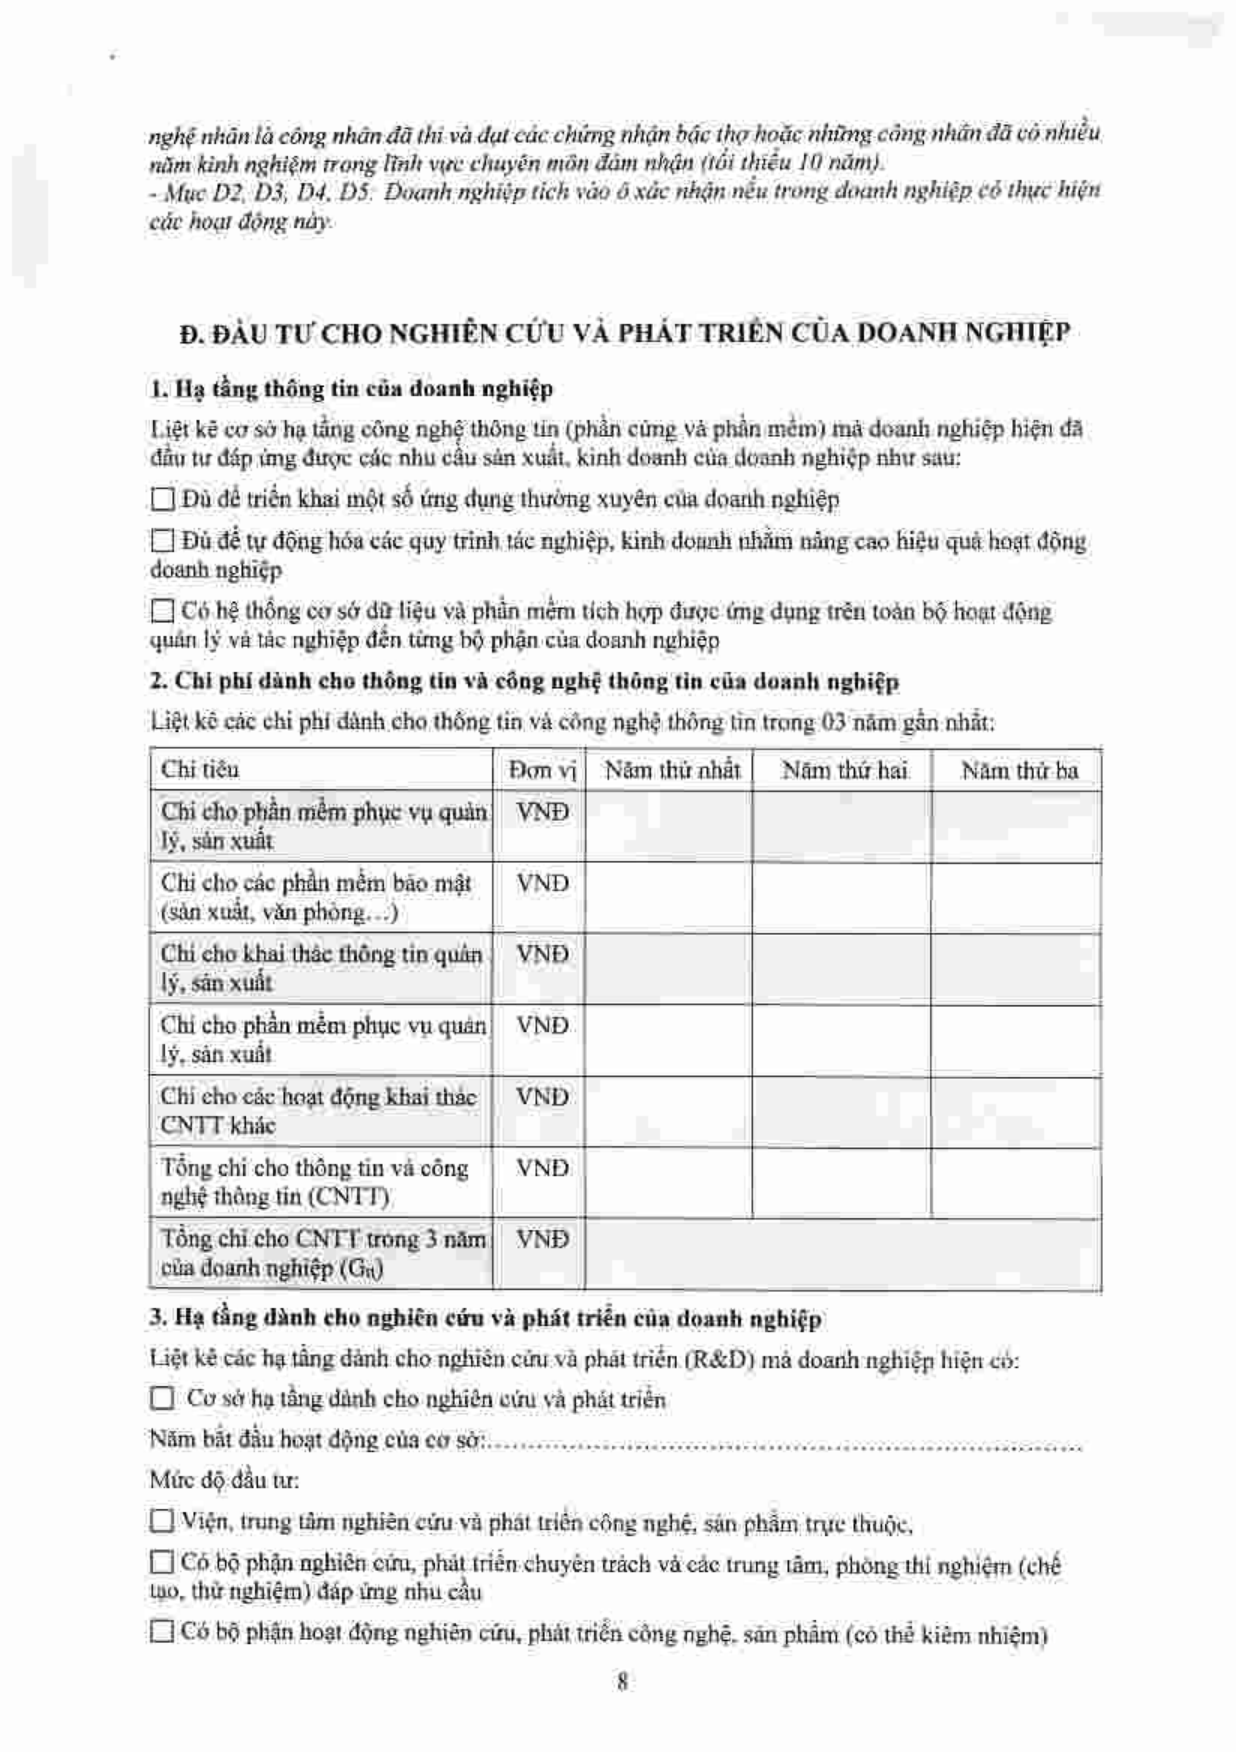 nghệ nhân là công nhân đã thi và đạt các chứng nhận bậc thợ hoặc những công nhân đã có nhiều
năm kinh nghiệm trong lĩnh vực chuyên môn đảm nhận (tối thiểu 10 năm).
- Mục D2, D3, D4, D5: Doanh nghiệp tích vào ô xác nhận nếu trong doanh nghiệp có thực hiện
các hoạt động này.
Đ. ĐẦU TƯ CHO NGHIÊN CỨU VÀ PHÁT TRIỂN CỦA DOANH NGHIỆP
1. Hạ tầng thông tin của doanh nghiệp
Liệt kê cơ sở hạ tầng công nghệ thông tin (phần cứng và phần mềm) mà doanh nghiệp hiện đã
đầu tư đáp ứng được các nhu cầu sản xuất, kinh doanh của doanh nghiệp như sau:
☐ Đủ để triển khai một số ứng dụng thường xuyên của doanh nghiệp
☐ Đủ để tự động hóa các quy trình tác nghiệp, kinh doanh nhằm nâng cao hiệu quả hoạt động
doanh nghiệp
☐ Có hệ thống cơ sở dữ liệu và phần mềm tích hợp được ứng dụng trên toàn bộ hoạt động
quản lý và tác nghiệp đến từng bộ phận của doanh nghiệp
2. Chi phí dành cho thông tin và công nghệ thông tin của doanh nghiệp
Liệt kê các chi phí dành cho thông tin và công nghệ thông tin trong 03 năm gần nhất:
Chỉ tiêu Đơn vị Năm thứ nhất Năm thứ hai Năm thứ ba
Chi cho phần mềm phục vụ quản VNĐ
lý, sản xuất
Chi cho các phần mềm bảo mật VNĐ
(sản xuất, văn phòng…)
Chi cho khai thác thông tin quản VNĐ
lý, sản xuất
Chi cho phần mềm phục vụ quản VNĐ
lý, sản xuất
Chi cho các hoạt động khai thác VNĐ
CNTT khác
Tổng chi cho thông tin và công VNĐ
nghệ thông tin (CNTT)
Tổng chi cho CNTT trong 3 năm VNĐ
của doanh nghiệp (Gtt)
3. Hạ tầng dành cho nghiên cứu và phát triển của doanh nghiệp
Liệt kê các hạ tầng dành cho nghiên cứu và phát triển (R&D) mà doanh nghiệp hiện có:
☐ Cơ sở hạ tầng dành cho nghiên cứu và phát triển
Năm bắt đầu hoạt động của cơ sở:......................................................................................
Mức độ đầu tư:
☐ Viện, trung tâm nghiên cứu và phát triển công nghệ, sản phẩm trực thuộc,
☐ Có bộ phận nghiên cứu, phát triển chuyên trách và các trung tâm, phòng thí nghiệm (chế
tạo, thử nghiệm) đáp ứng nhu cầu
☐ Có bộ phận hoạt động nghiên cứu, phát triển công nghệ, sản phẩm (có thể kiêm nhiệm)
8